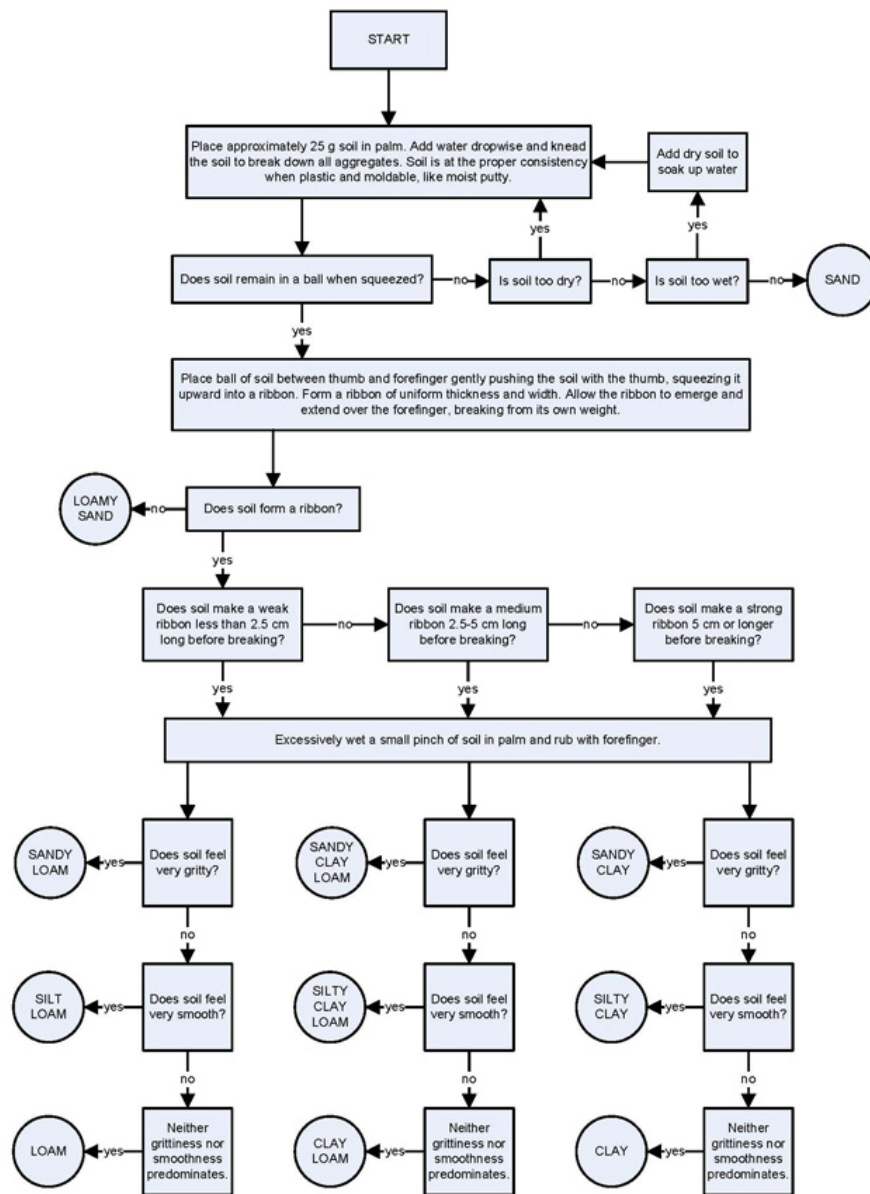 START
Place approximately 25 g soil in palm. Add water dropwise and knead
the soil to break down all aggregates. Soil is at the proper consistency
when plastic and moldable, like moist putty.
Add dry soil to
soak up water
yes
yes
Does soil remain in a ball when squeezed?
no
Is soil too dry?
no
Is soil too wet?
no
SAND
yes
Place ball of soil between thumb and forefinger gently pushing the soil with the thumb, squeezing it
upward into a ribbon. Form a ribbon of uniform thickness and width. Allow the ribbon to emerge and
extend over the forefinger, breaking from its own weight.
LOAMY
SAND
no
Does soil form a ribbon?
yes
Does soil make a weak
ribbon less than 2.5 cm
long before breaking?
no
Does soil make a medium
ribbon 2.5-5 cm long
before breaking?
no
Does soil make a strong
ribbon 5 cm or longer
before breaking?
yes
yes
yes
Excessively wet a small pinch of soil in palm and rub with forefinger.
SANDY
LOAM
yes
Does soil feel
very gritty?
SANDY
CLAY
LOAM
yes
Does soil feel
very gritty?
SANDY
CLAY
yes
Does soil feel
very gritty?
no
no
no
SILT
LOAM
yes
Does soil feel
very smooth?
SILTY
CLAY
LOAM
yes
Does soil feel
very smooth?
SILTY
CLAY
yes
Does soil feel
very smooth?
no
no
no
LOAM
yes
Neither
grittiness nor
smoothness
predominates.
CLAY
LOAM
yes
Neither
grittiness nor
smoothness
predominates.
CLAY
yes
Neither
grittiness nor
smoothness
predominates.